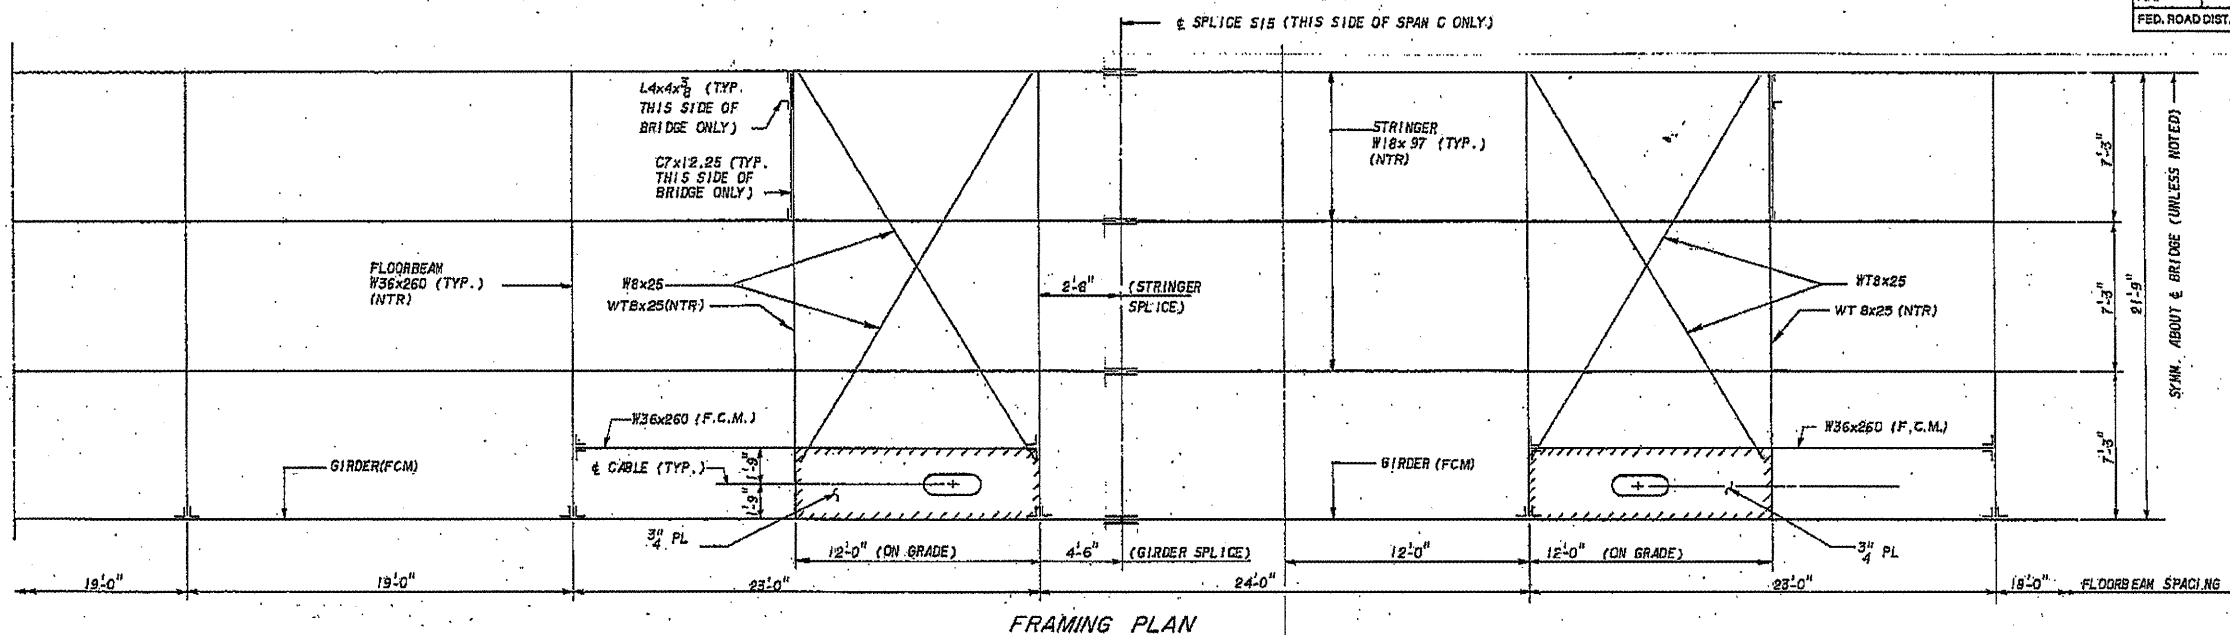 FED. ROAD DIST.
℄ SPLICE S15 (THIS SIDE OF SPAN C ONLY)
L4x4x3/8 (TYP.
THIS SIDE OF
BRIDGE ONLY)
C7x12.25 (TYP.
THIS SIDE OF
BRIDGE ONLY)
STRINGER
W18x97 (TYP.)
(NTR)
7'-3"
FLOORBEAM
W36x260 (TYP.)
(NTR)
W8x25
WT8x25(NTR)
2'-6"
(STRINGER
SPLICE)
WT8x25
WT 8x25 (NTR)
7'-3"
21'-9"
SYMM. ABOUT ℄ BRIDGE (UNLESS NOTED)
W36x260 (F.C.M.)
GIRDER(FCM)
℄ CABLE (TYP.)
1'-9"
1'-9"
3/4" PL
GIRDER (FCM)
W36x260 (F.C.M.)
7'-3"
3/4" PL
12'-0" (ON GRADE)
4'-6"
(GIRDER SPLICE)
12'-0"
12'-0" (ON GRADE)
19'-0"
19'-0"
23'-0"
24'-0"
23'-0"
19'-0"
FLOORBEAM SPACING
FRAMING PLAN